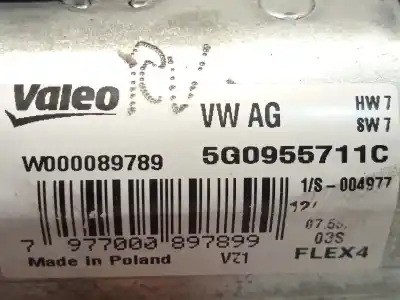 Valeo
VW AG
HW 7
SW 7
W000089789
5G0955711C
1/S-004977
7 977000 897899
03S
Made in Poland
VZ1
FLEX4